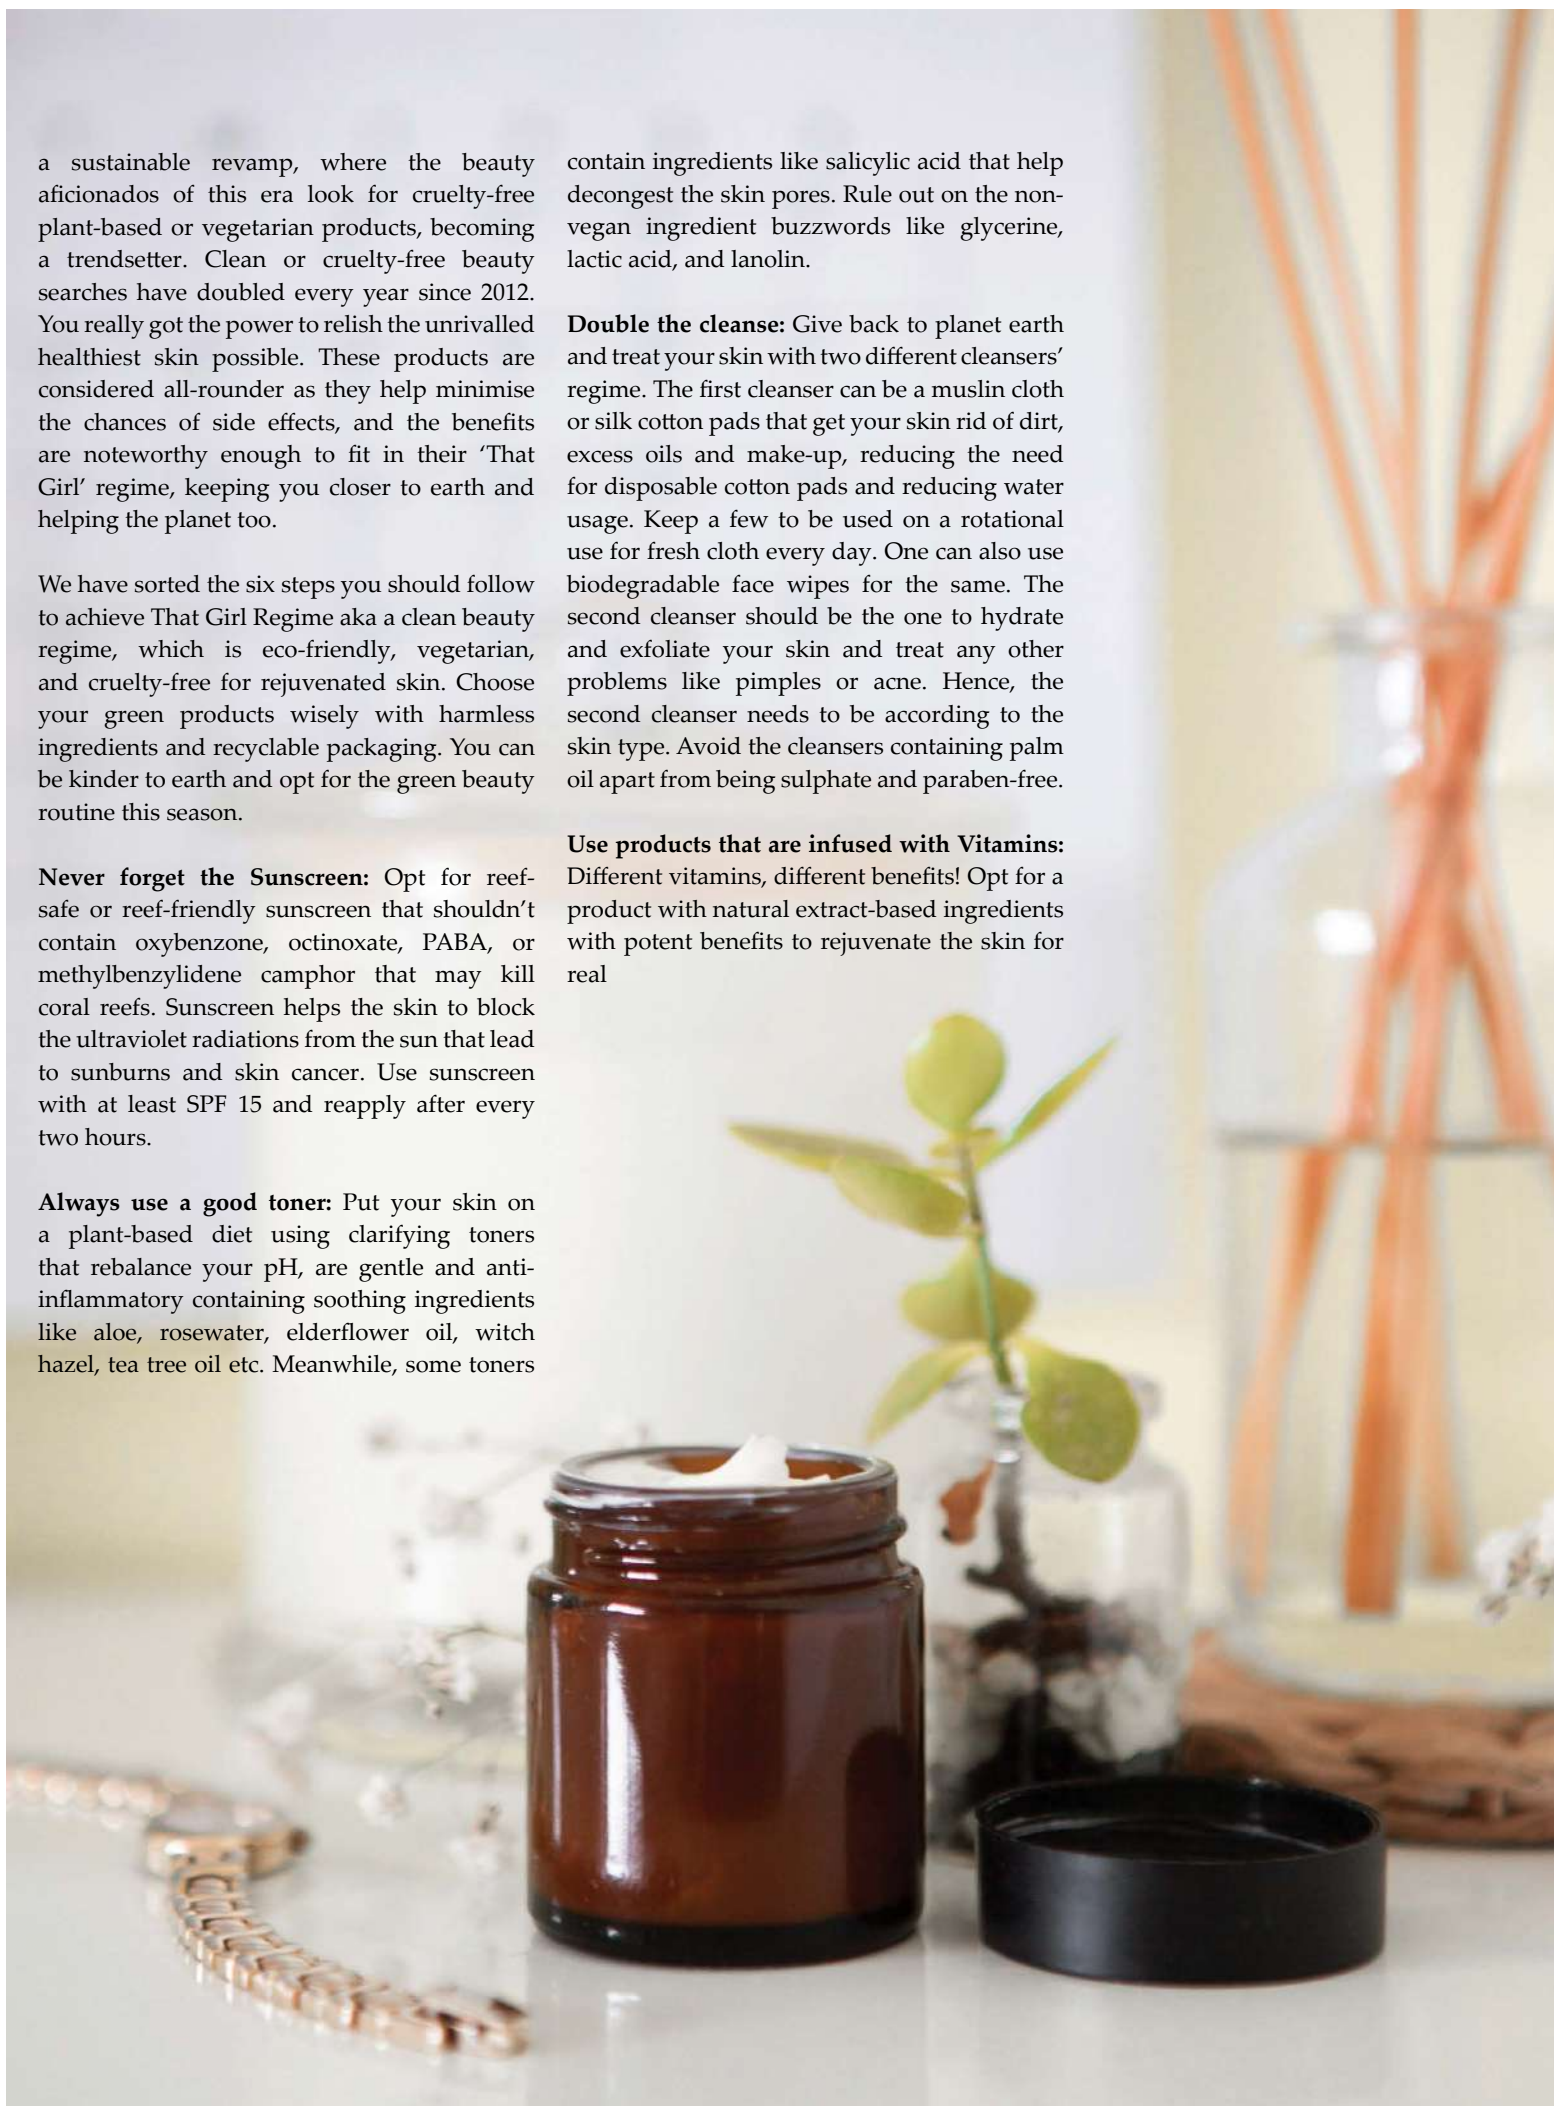 a sustainable revamp, where the beauty
aficionados of this era look for cruelty-free
plant-based or vegetarian products, becoming
a trendsetter. Clean or cruelty-free beauty
searches have doubled every year since 2012.
You really got the power to relish the unrivalled
healthiest skin possible. These products are
considered all-rounder as they help minimise
the chances of side effects, and the benefits
are noteworthy enough to fit in their ‘That
Girl’ regime, keeping you closer to earth and
helping the planet too.
We have sorted the six steps you should follow
to achieve That Girl Regime aka a clean beauty
regime, which is eco-friendly, vegetarian,
and cruelty-free for rejuvenated skin. Choose
your green products wisely with harmless
ingredients and recyclable packaging. You can
be kinder to earth and opt for the green beauty
routine this season.
Never forget the Sunscreen: Opt for reef-
safe or reef-friendly sunscreen that shouldn’t
contain oxybenzone, octinoxate, PABA, or
methylbenzylidene camphor that may kill
coral reefs. Sunscreen helps the skin to block
the ultraviolet radiations from the sun that lead
to sunburns and skin cancer. Use sunscreen
with at least SPF 15 and reapply after every
two hours.
Always use a good toner: Put your skin on
a plant-based diet using clarifying toners
that rebalance your pH, are gentle and anti-
inflammatory containing soothing ingredients
like aloe, rosewater, elderflower oil, witch
hazel, tea tree oil etc. Meanwhile, some toners
contain ingredients like salicylic acid that help
decongest the skin pores. Rule out on the non-
vegan ingredient buzzwords like glycerine,
lactic acid, and lanolin.
Double the cleanse: Give back to planet earth
and treat your skin with two different cleansers’
regime. The first cleanser can be a muslin cloth
or silk cotton pads that get your skin rid of dirt,
excess oils and make-up, reducing the need
for disposable cotton pads and reducing water
usage. Keep a few to be used on a rotational
use for fresh cloth every day. One can also use
biodegradable face wipes for the same. The
second cleanser should be the one to hydrate
and exfoliate your skin and treat any other
problems like pimples or acne. Hence, the
second cleanser needs to be according to the
skin type. Avoid the cleansers containing palm
oil apart from being sulphate and paraben-free.
Use products that are infused with Vitamins:
Different vitamins, different benefits! Opt for a
product with natural extract-based ingredients
with potent benefits to rejuvenate the skin for
real